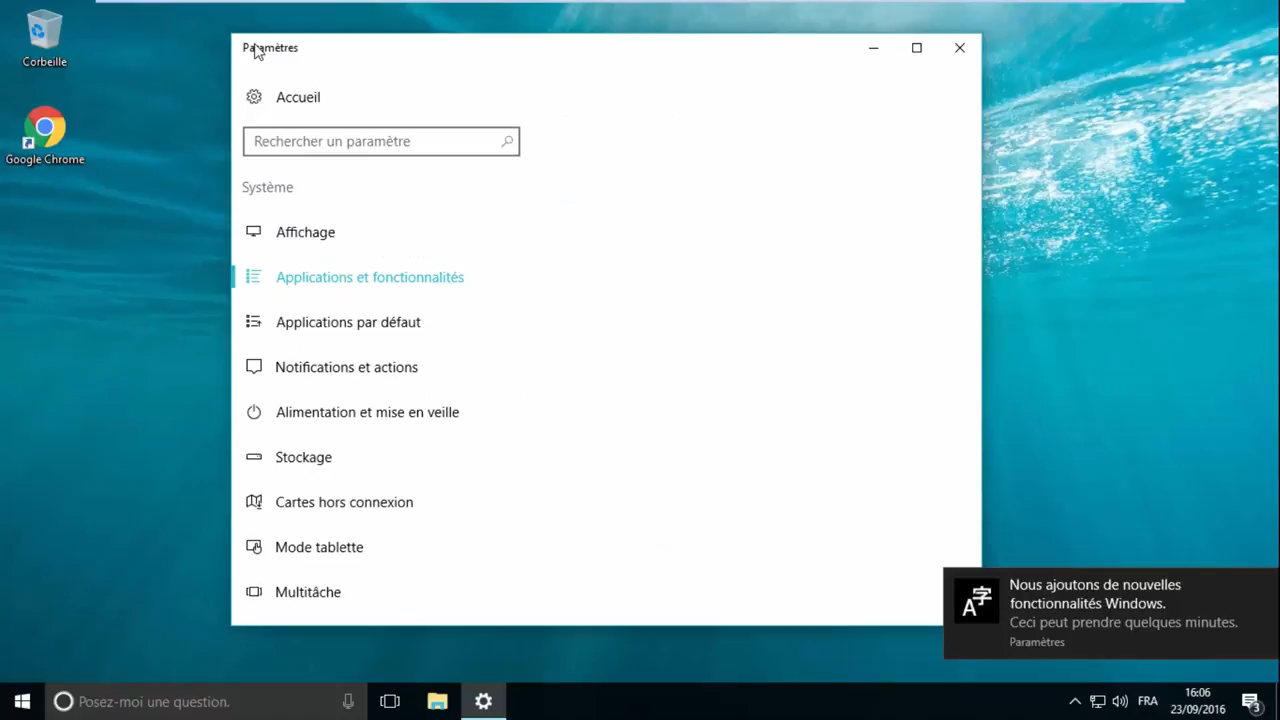 Corbeille
Google Chrome
Paramètres
Accueil
Rechercher un paramètre
Système
Affichage
Applications et fonctionnalités
Applications par défaut
Notifications et actions
Alimentation et mise en veille
Stockage
Cartes hors connexion
Mode tablette
Multitâche
A字
Nous ajoutons de nouvelles
fonctionnalités Windows.
Ceci peut prendre quelques minutes.
Paramètres
Posez-moi une question.
FRA
16:06
23/09/2016
3